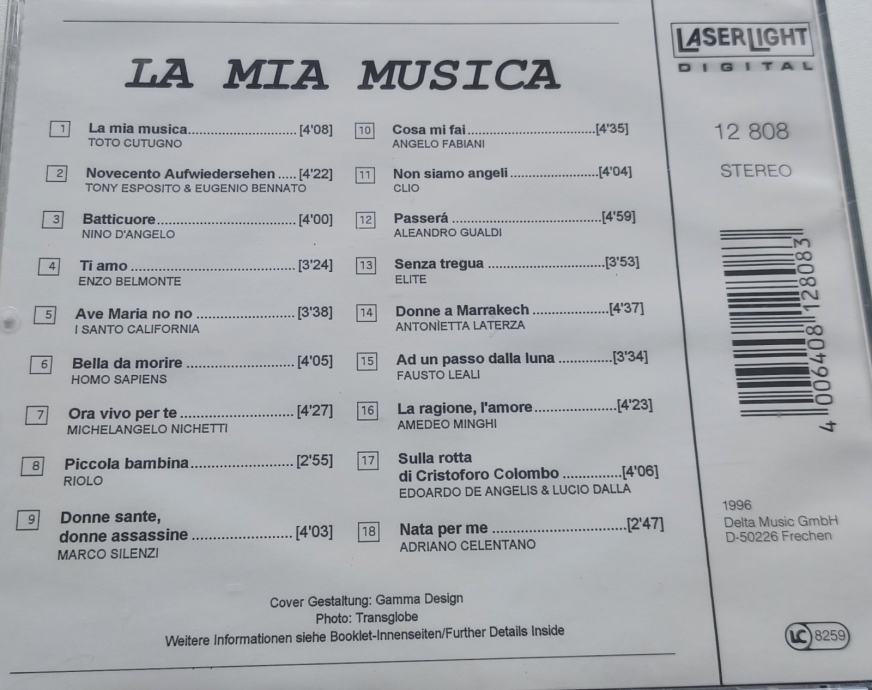 LA MIA MUSICA
1 La mia musica.......................... [4'08]
TOTO CUTUGNO
2 Novecento Aufwiedersehen ..... [4'22]
TONY ESPOSITO & EUGENIO BENNATO
3 Batticuore................................. [4'00]
NINO D'ANGELO
4 Ti amo ....................................... [3'24]
ENZO BELMONTE
5 Ave Maria no no ........................ [3'38]
I SANTO CALIFORNIA
6 Bella da morire .......................... [4'05]
HOMO SAPIENS
7 Ora vivo per te ........................... [4'27]
MICHELANGELO NICHETTI
8 Piccola bambina......................... [2'55]
RIOLO
9 Donne sante,
donne assassine ......................... [4'03]
MARCO SILENZI
10 Cosa mi fai ..............................[4'35]
ANGELO FABIANI
11 Non siamo angeli .....................[4'04]
CLIO
12 Passerá ...................................[4'59]
ALEANDRO GUALDI
13 Senza tregua ...........................[3'53]
ELITE
14 Donne a Marrakech ..................[4'37]
ANTONÌETTA LATERZA
15 Ad un passo dalla luna .............[3'34]
FAUSTO LEALI
16 La ragione, l'amore....................[4'23]
AMEDEO MINGHI
17 Sulla rotta
di Cristoforo Colombo ..............[4'06]
EDOARDO DE ANGELIS & LUCIO DALLA
18 Nata per me ................................[2'47]
ADRIANO CELENTANO
Cover Gestaltung: Gamma Design
Photo: Transglobe
Weitere Informationen siehe Booklet-Innenseiten/Further Details Inside
LASERLIGHT
DIGITAL
12 808
STEREO
4 006408 128083
1996
Delta Music GmbH
D-50226 Frechen
LC 8259